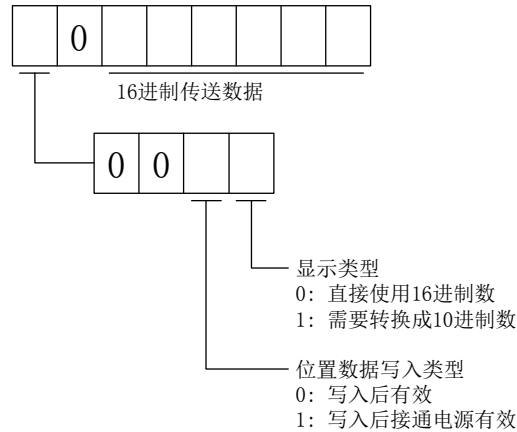 0
16进制传送数据
0 0
显示类型
0: 直接使用16进制数
1: 需要转换成10进制数
位置数据写入类型
0: 写入后有效
1: 写入后接通电源有效